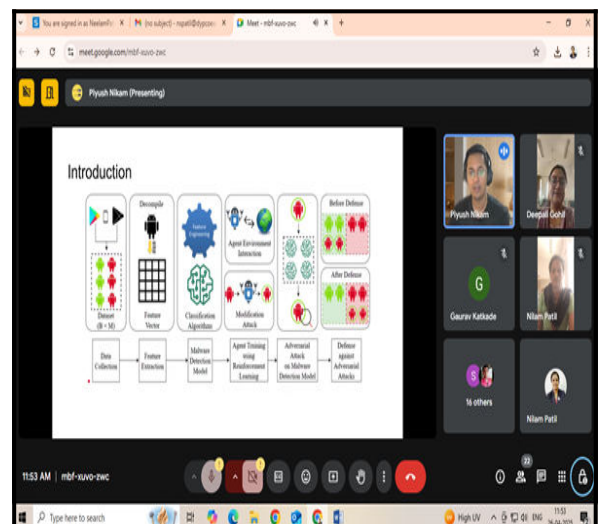 You are signed in as Neelam
(no subject) - nspatil@dypcoe
Meet - mbf-xuvo-zwc
meet.google.com/mbf-xuvo-zwc
Piyush Nikam (Presenting)
Introduction
Decompile
Feature
Engineering
Agent Environment
Interaction
Before Defense
Dataset
(B + M)
Feature
Vector
Classification
Algorithm
Modification
Attack
After Defense
Data
Collection
Feature
Extraction
Malware
Detection
Model
Agent Training
using
Reinforcement
Learning
Adversarial
Attack
on Malware
Detection Model
Defence
against
Adversarial
Attacks
Piyush Nikam
Deepali Gohil
G
Gaurav Katkade
Nilam Patil
S
16 others
Nilam Patil
11:53 AM | mbf-xuvo-zwc
22
Type here to search
High UV
ENG
11:53